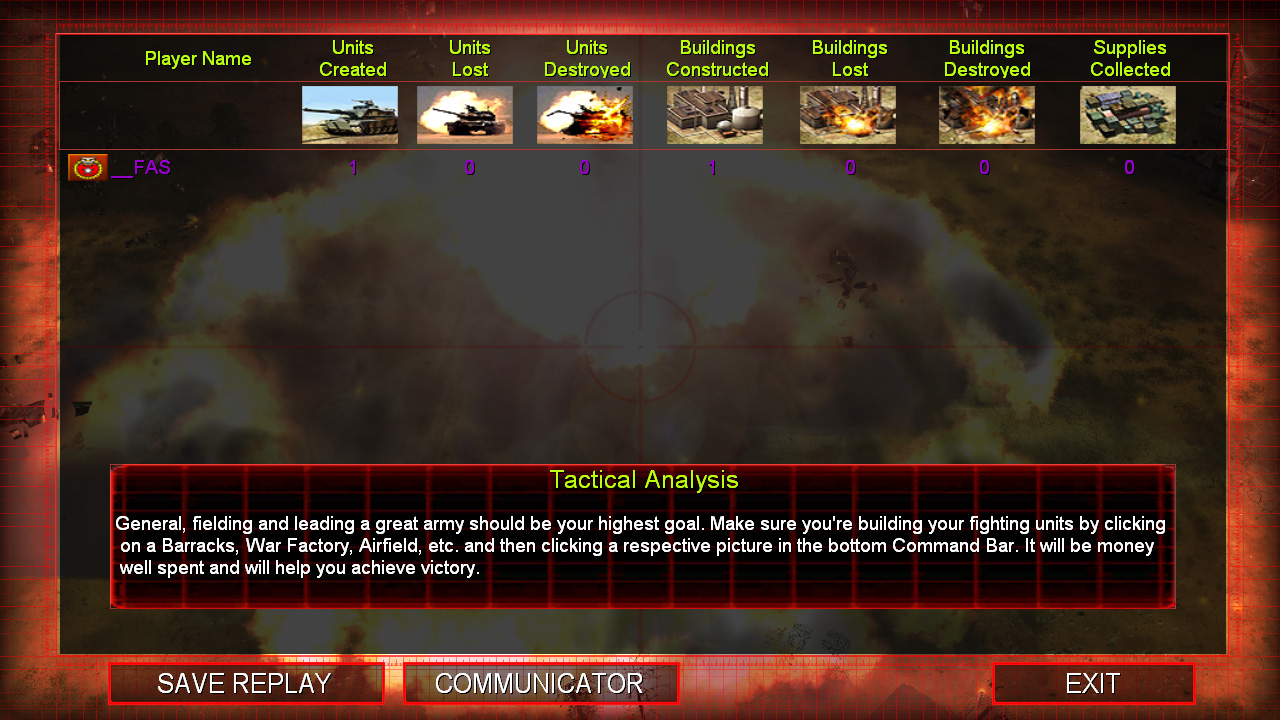 Player Name
Units Created
Units Lost
Units Destroyed
Buildings Constructed
Buildings Lost
Buildings Destroyed
Supplies Collected
__FAS 1 0 0 1 0 0 0
Tactical Analysis
General, fielding and leading a great army should be your highest goal. Make sure you're building your fighting units by clicking
on a Barracks, War Factory, Airfield, etc. and then clicking a respective picture in the bottom Command Bar. It will be money
well spent and will help you achieve victory.
SAVE REPLAY
COMMUNICATOR
EXIT